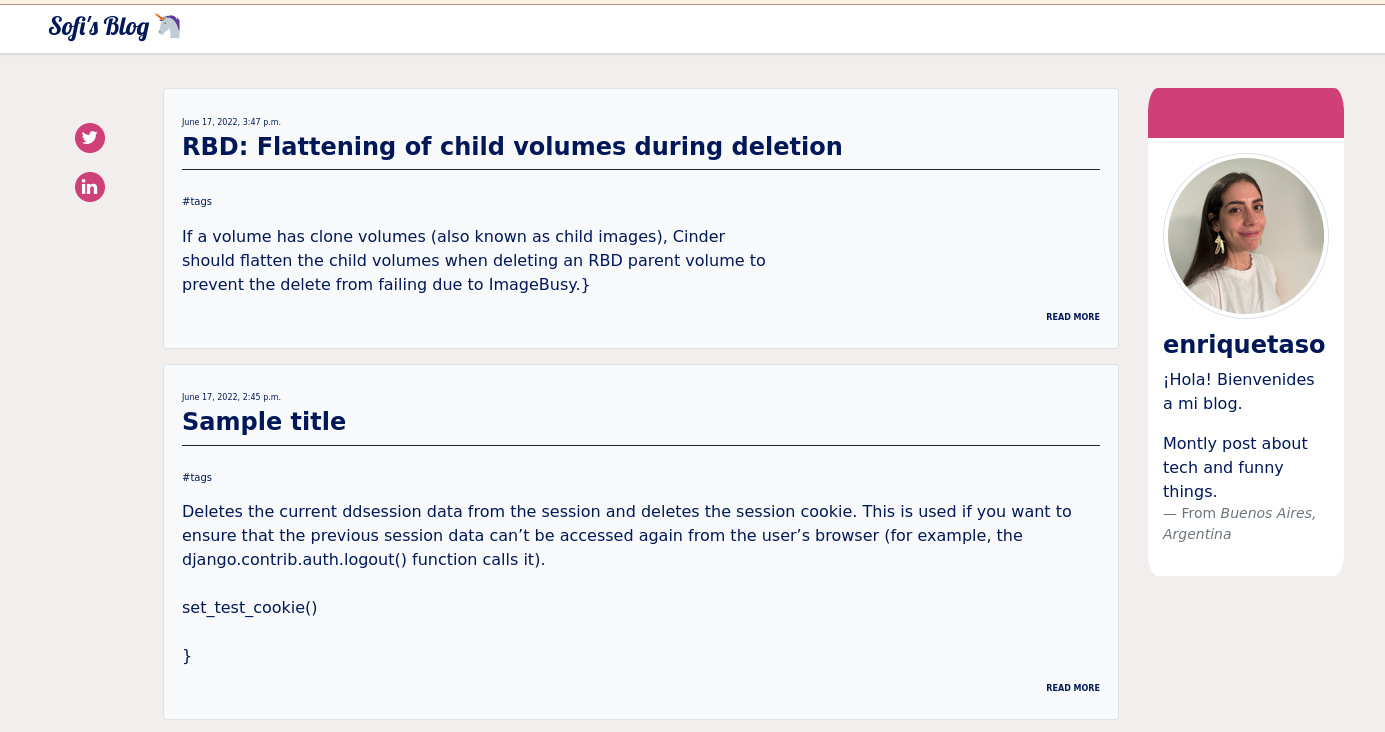 Sofi's Blog 🦄
June 17, 2022, 3:47 p.m.
RBD: Flattening of child volumes during deletion
#tags
If a volume has clone volumes (also known as child images), Cinder
should flatten the child volumes when deleting an RBD parent volume to
prevent the delete from failing due to ImageBusy.}
READ MORE
June 17, 2022, 2:45 p.m.
Sample title
#tags
Deletes the current ddsession data from the session and deletes the session cookie. This is used if you want to
ensure that the previous session data can’t be accessed again from the user’s browser (for example, the
django.contrib.auth.logout() function calls it).
set_test_cookie()
}
READ MORE
enriquetaso
¡Hola! Bienvenides
a mi blog.
Montly post about
tech and funny
things.
— From Buenos Aires,
Argentina